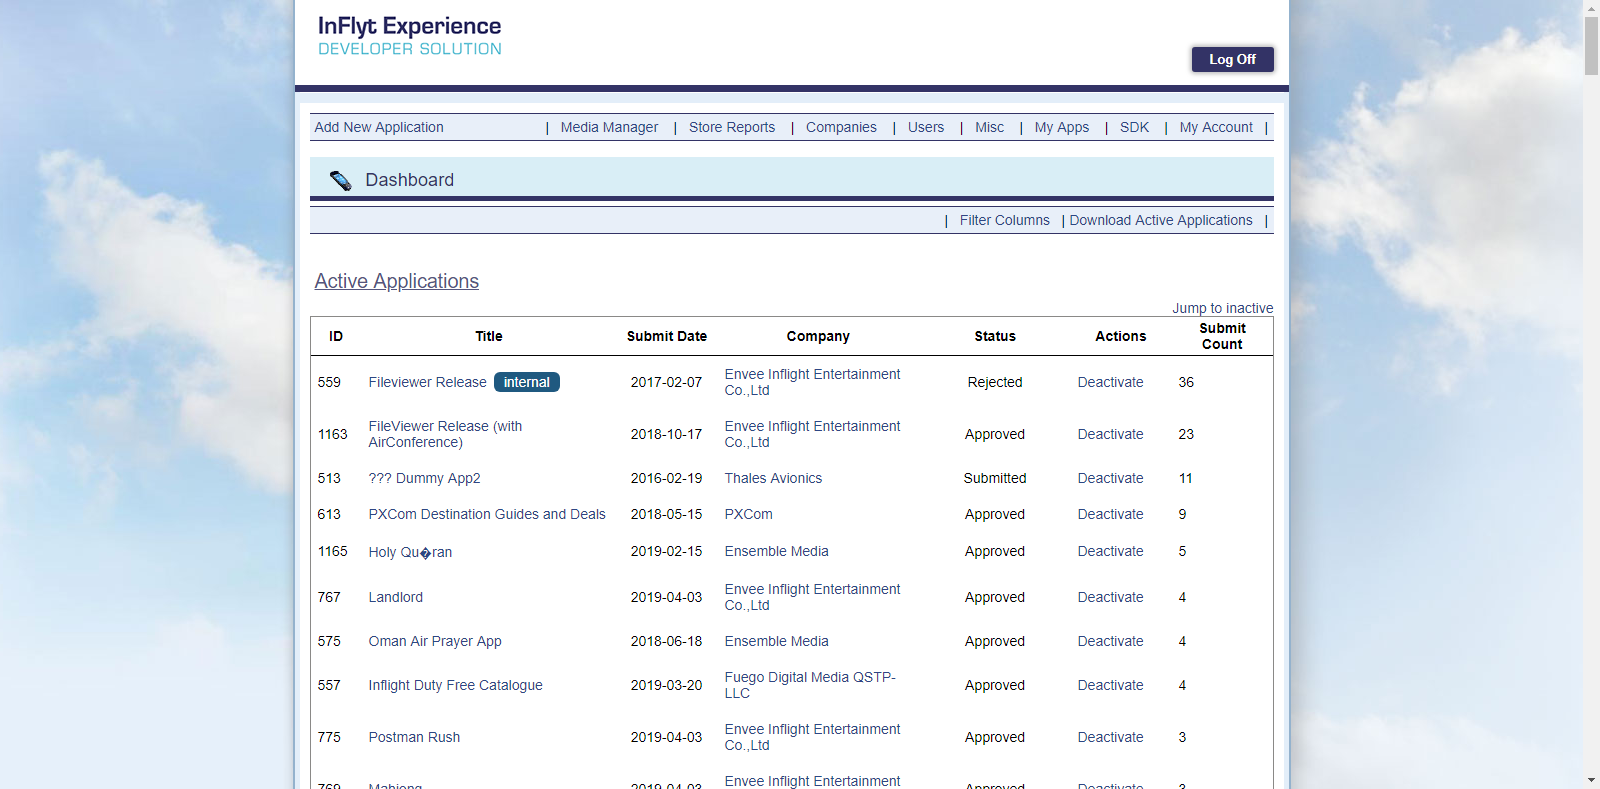 InFlyt Experience
DEVELOPER SOLUTION
Log Off
Add New Application | Media Manager | Store Reports | Companies | Users | Misc | My Apps | SDK | My Account |
Dashboard
| Filter Columns | Download Active Applications |
Active Applications
Jump to inactive
ID Title Submit Date Company Status Actions Submit Count
559 Fileviewer Release internal 2017-02-07 Envee Inflight Entertainment Co.,Ltd Rejected Deactivate 36
1163 FileViewer Release (with AirConference) 2018-10-17 Envee Inflight Entertainment Co.,Ltd Approved Deactivate 23
513 ??? Dummy App2 2016-02-19 Thales Avionics Submitted Deactivate 11
613 PXCom Destination Guides and Deals 2018-05-15 PXCom Approved Deactivate 9
1165 Holy Qu�ran 2019-02-15 Ensemble Media Approved Deactivate 5
767 Landlord 2019-04-03 Envee Inflight Entertainment Co.,Ltd Approved Deactivate 4
575 Oman Air Prayer App 2018-06-18 Ensemble Media Approved Deactivate 4
557 Inflight Duty Free Catalogue 2019-03-20 Fuego Digital Media QSTP-LLC Approved Deactivate 4
775 Postman Rush 2019-04-03 Envee Inflight Entertainment Co.,Ltd Approved Deactivate 3
769 Mahjong 2019-04-03 Envee Inflight Entertainment Approved Deactivate 3